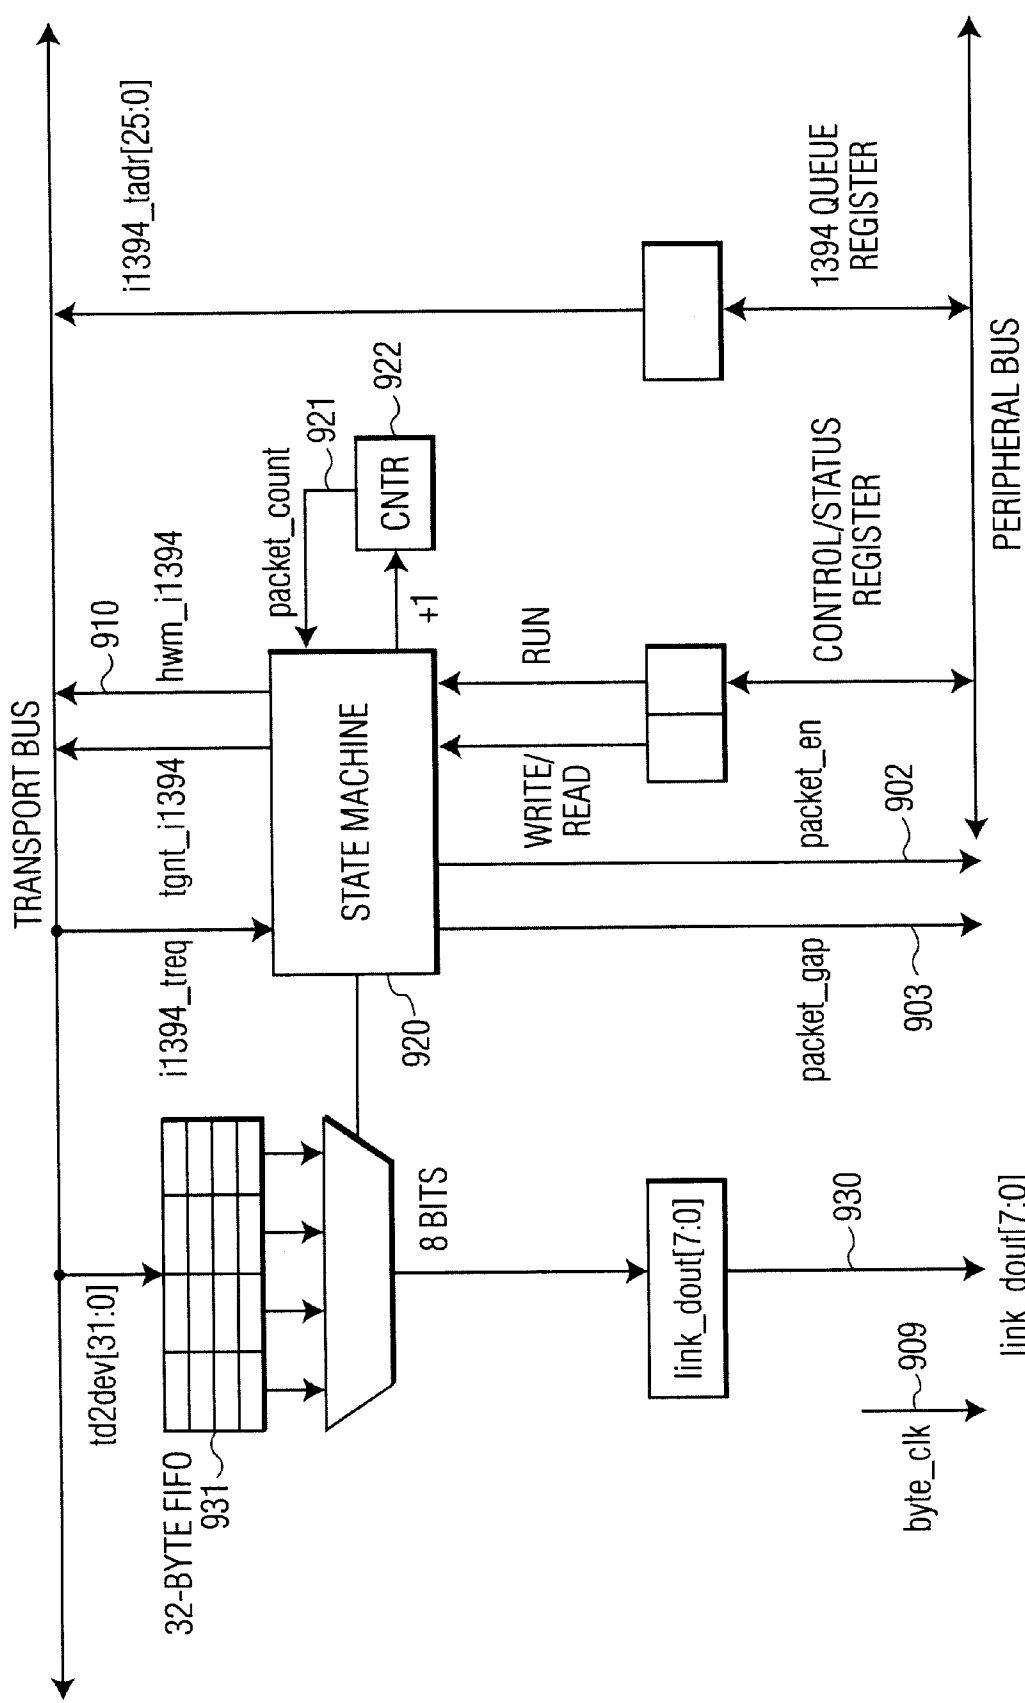 TRANSPORT BUS
td2dev[31:0]
i1394_treq
tgnt_i1394
hwm_i1394
910
i1394_tadr[25:0]
32-BYTE FIFO
931
8 BITS
STATE MACHINE
920
packet_count
921
922
CNTR
+1
WRITE/
READ
RUN
link_dout[7:0]
CONTROL/STATUS
REGISTER
1394 QUEUE
REGISTER
byte_clk
909
930
packet_gap
903
packet_en
902
PERIPHERAL BUS
link_dout[7:0]